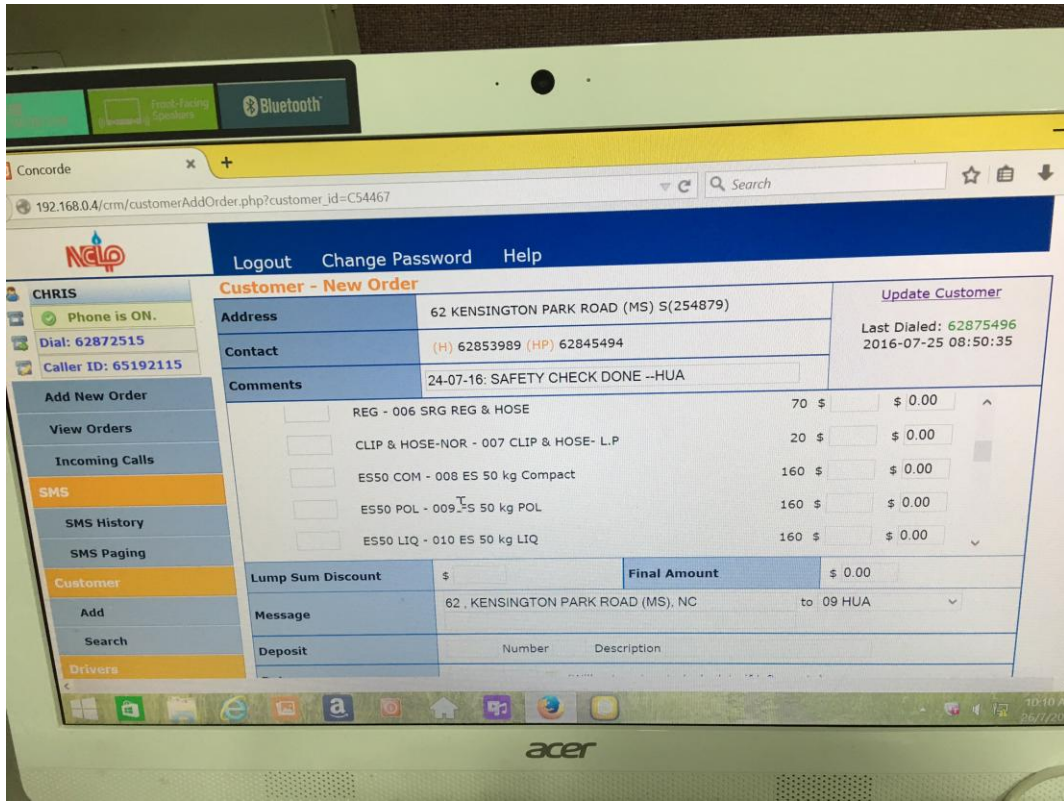 Front-Facing
Speakers
Bluetooth
Concorde
192.168.0.4/crm/customerAddOrder.php?customer_id=C54467
Search
NCLP
Logout Change Password Help
CHRIS
Phone is ON.
Dial: 62872515
Caller ID: 65192115
Add New Order
View Orders
Incoming Calls
SMS
SMS History
SMS Paging
Customer
Add
Search
Drivers
Customer - New Order
Address 62 KENSINGTON PARK ROAD (MS) S(254879)
Contact (H) 62853989 (HP) 62845494
Comments 24-07-16: SAFETY CHECK DONE --HUA
Update Customer
Last Dialed: 62875496
2016-07-25 08:50:35
REG - 006 SRG REG & HOSE 70 $ $ 0.00
CLIP & HOSE-NOR - 007 CLIP & HOSE- L.P 20 $ $ 0.00
ES50 COM - 008 ES 50 kg Compact 160 $ $ 0.00
ES50 POL - 009 ES 50 kg POL 160 $ $ 0.00
ES50 LIQ - 010 ES 50 kg LIQ 160 $ $ 0.00
Lump Sum Discount $ Final Amount $ 0.00
Message 62 , KENSINGTON PARK ROAD (MS), NC to 09 HUA
Deposit Number Description
a
10:10 A
acer